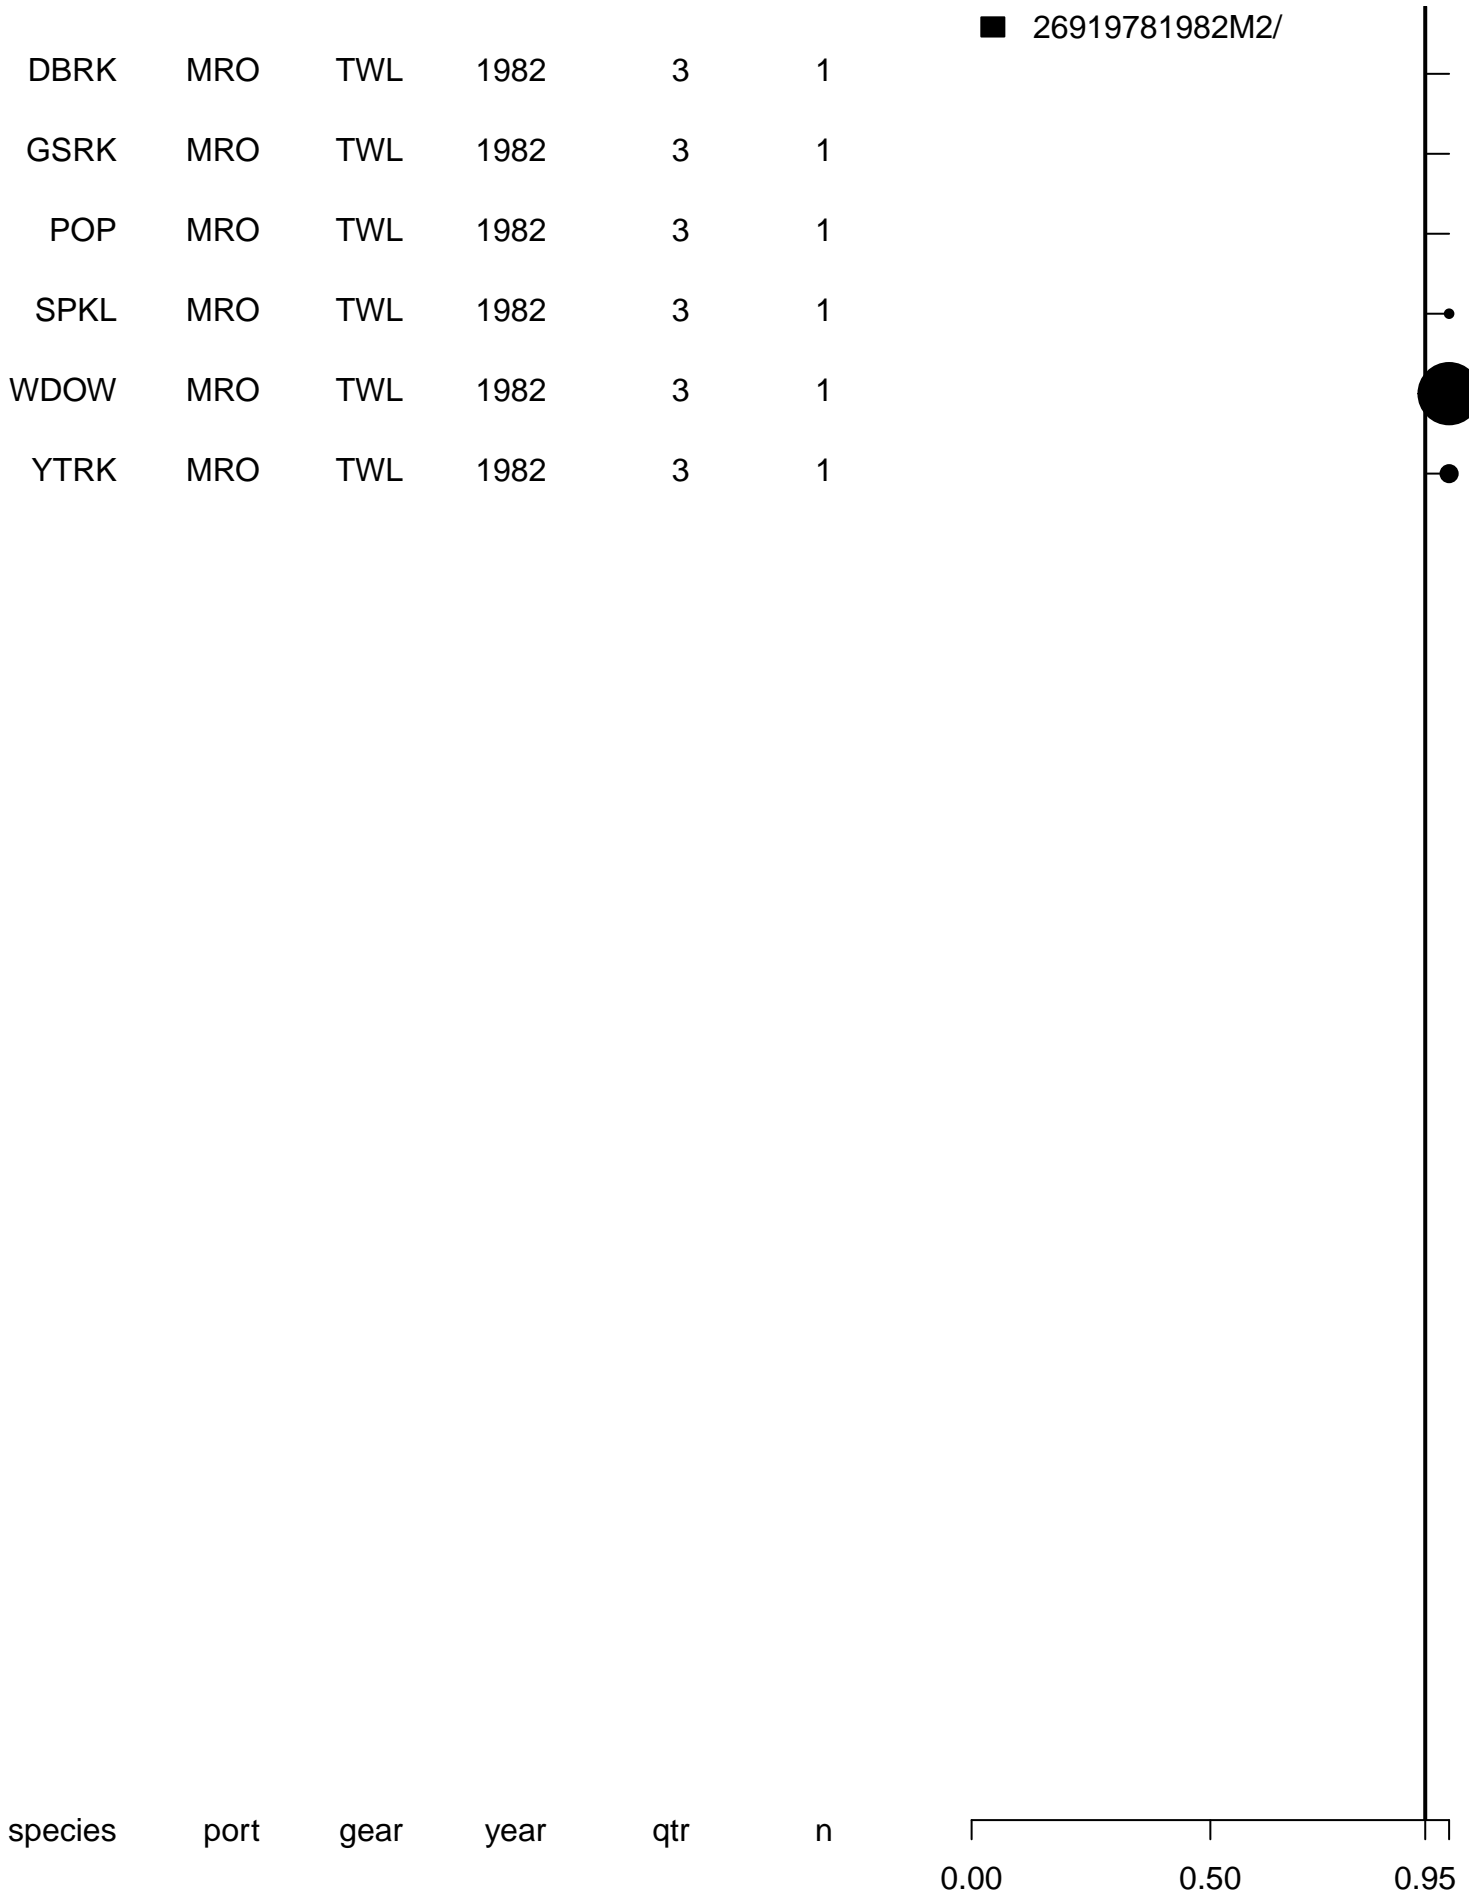 26919781982M2/
DBRK MRO TWL 1982 3 1
GSRK MRO TWL 1982 3 1
POP MRO TWL 1982 3 1
SPKL MRO TWL 1982 3 1
WDOW MRO TWL 1982 3 1
YTRK MRO TWL 1982 3 1
species port gear year qtr n
0.00 0.50 0.95